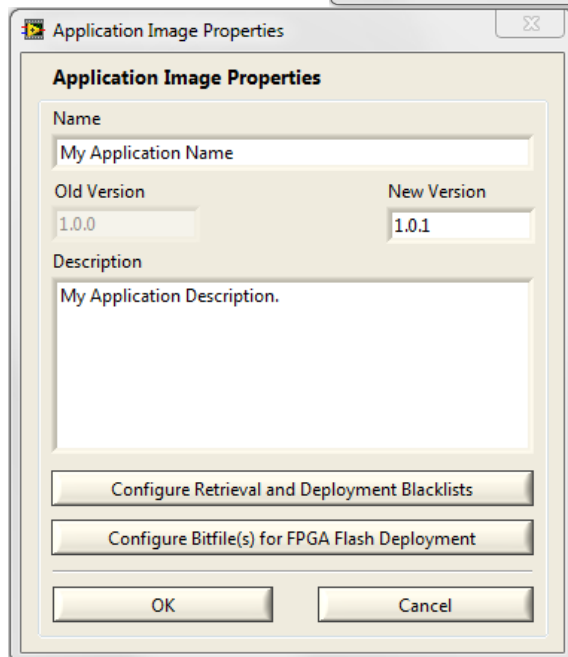 Application Image Properties
Application Image Properties
Name
My Application Name
Old Version New Version
1.0.0 1.0.1
Description
My Application Description.
Configure Retrieval and Deployment Blacklists
Configure Bitfile(s) for FPGA Flash Deployment
OK Cancel